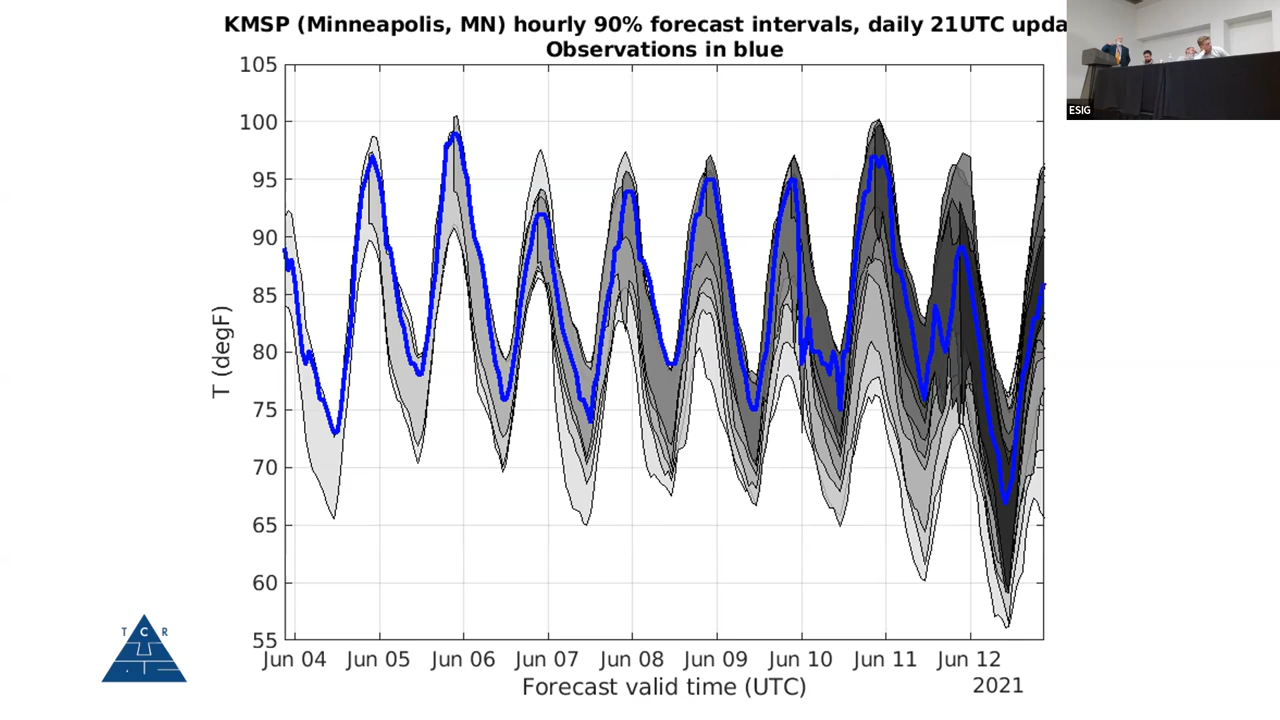 KMSP (Minneapolis, MN) hourly 90% forecast intervals, daily 21UTC upda
Observations in blue
ESIG
105
100
95
90
85
80
75
70
65
60
55
T (degF)
Jun 04 Jun 05 Jun 06 Jun 07 Jun 08 Jun 09 Jun 10 Jun 11 Jun 12
2021
Forecast valid time (UTC)
T C R